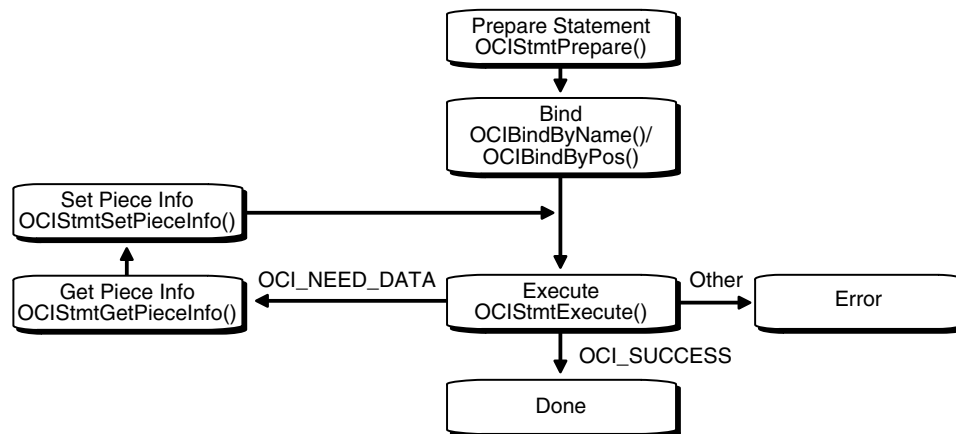 Prepare Statement
OCIStmtPrepare()
Bind
OCIBindByName()/
OCIBindByPos()
Set Piece Info
OCIStmtSetPieceInfo()
OCI_NEED_DATA
Get Piece Info
OCIStmtGetPieceInfo()
Execute
OCIStmtExecute()
Other
Error
OCI_SUCCESS
Done